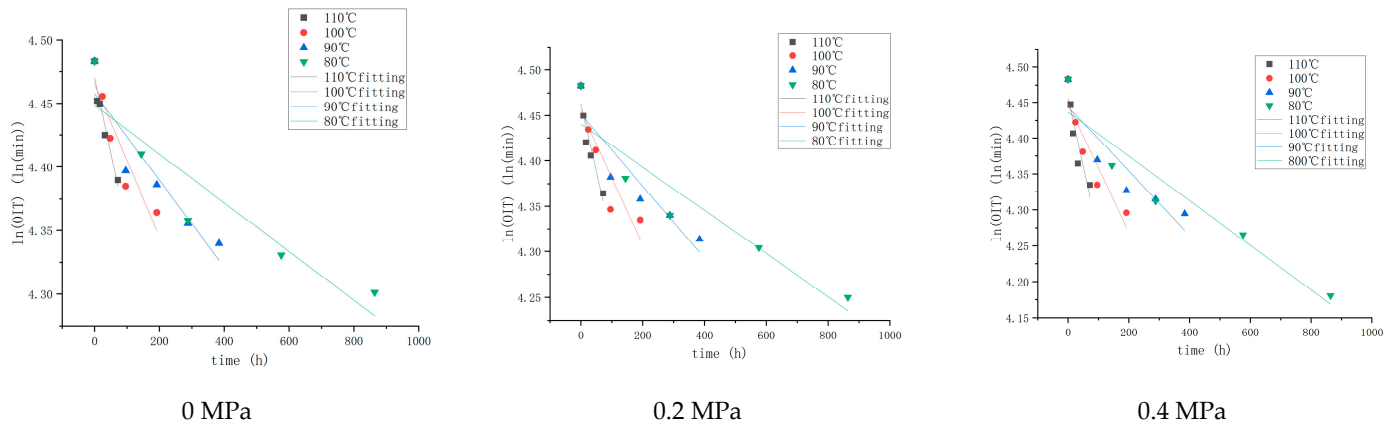 110℃
100℃
90℃
80℃
110℃fitting
100℃fitting
90℃fitting
80℃fitting
4.50
4.45
4.40
4.35
4.30
ln(OIT) (ln(min))
0
200
400
600
800
1000
time (h)
0 MPa
110℃
100℃
90℃
80℃
110℃fitting
100℃fitting
90℃fitting
80℃fitting
4.50
4.45
4.40
4.35
4.30
4.25
ln(OIT) (ln(min))
0
200
400
600
800
1000
time (h)
0.2 MPa
110℃
100℃
90℃
80℃
110℃fitting
100℃fitting
90℃fitting
800℃fitting
4.50
4.45
4.40
4.35
4.30
4.25
4.20
4.15
ln(OIT) (ln(min))
0
200
400
600
800
1000
time (h)
0.4 MPa